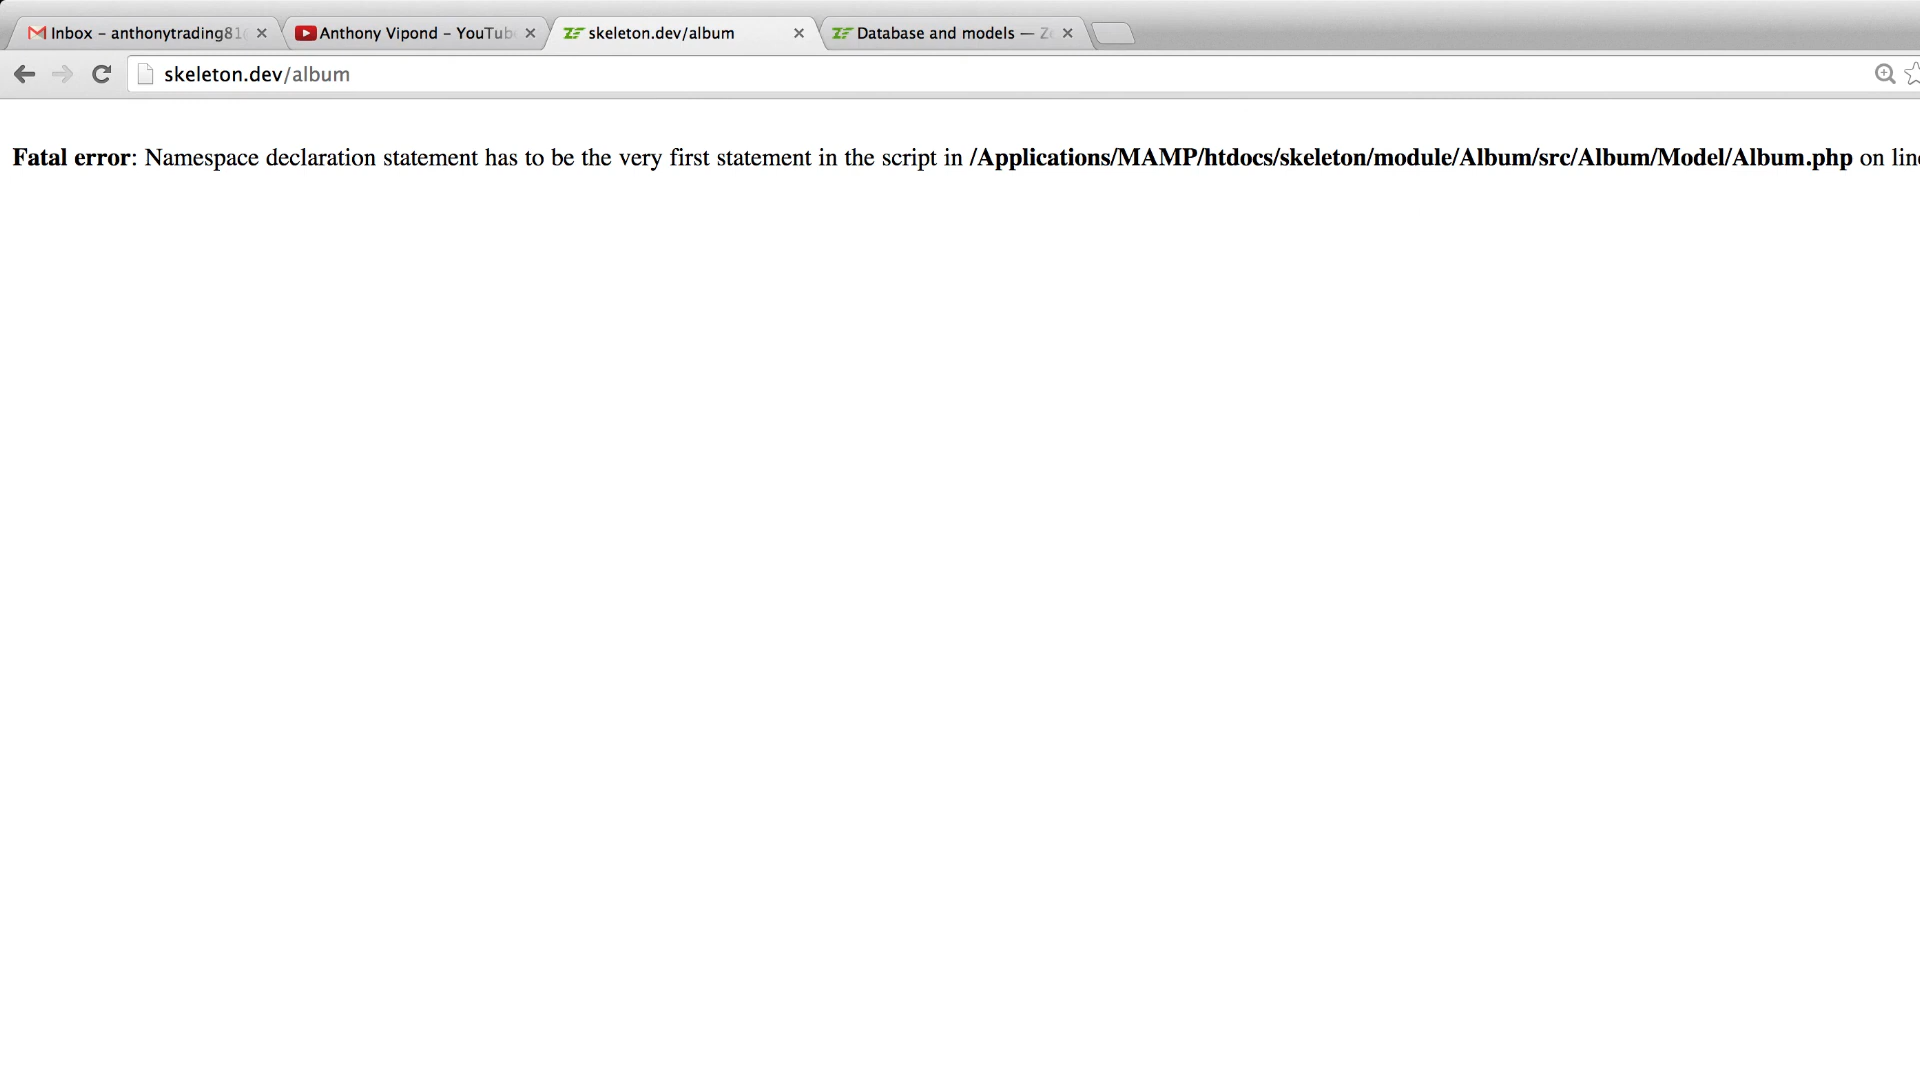 Inbox – anthonytrading81
Anthony Vipond – YouTub
skeleton.dev/album
Database and models — Z
skeleton.dev/album
Fatal error: Namespace declaration statement has to be the very first statement in the script in /Applications/MAMP/htdocs/skeleton/module/Album/src/Album/Model/Album.php on line